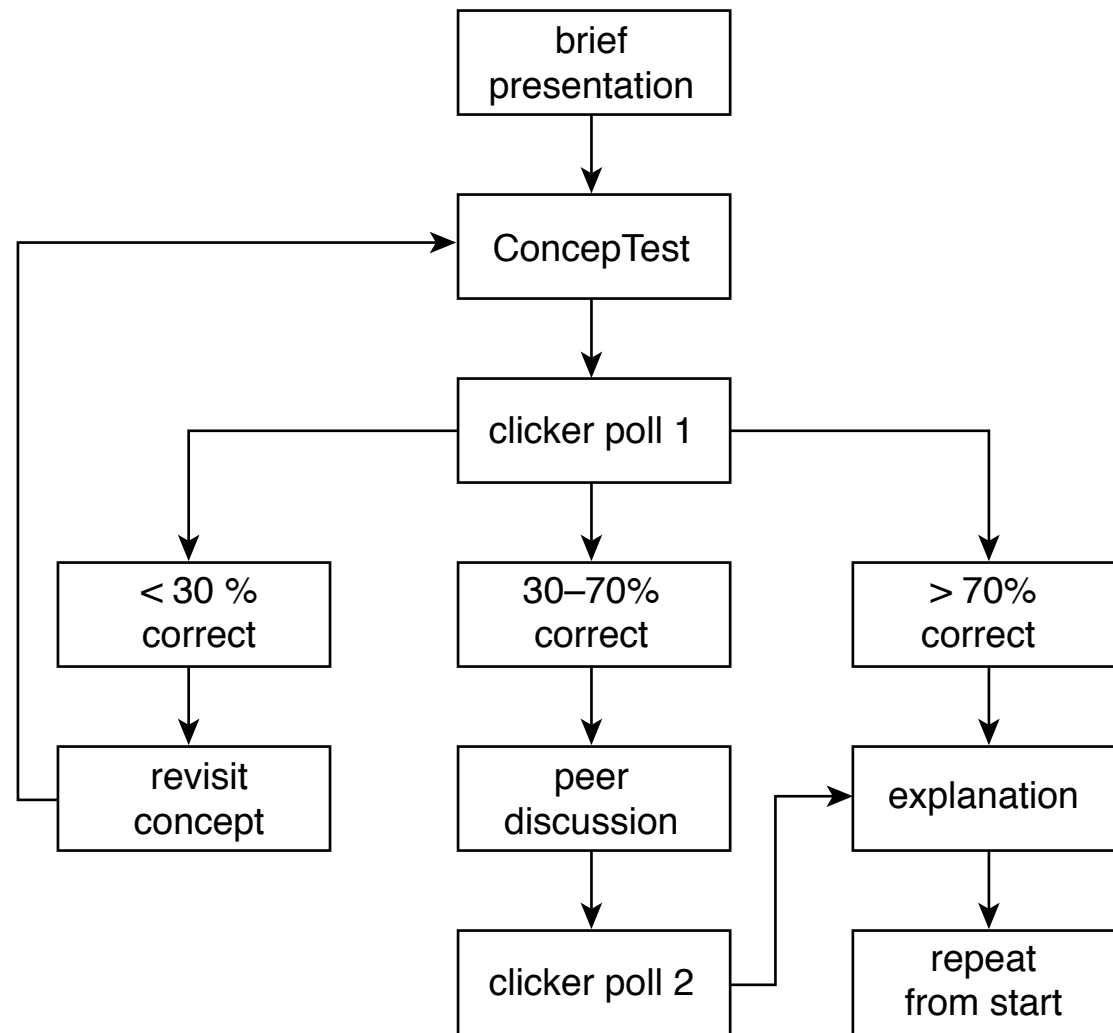 brief
presentation
ConcepTest
clicker poll 1
< 30 %
correct
30–70%
correct
> 70%
correct
revisit
concept
peer
discussion
explanation
clicker poll 2
repeat
from start